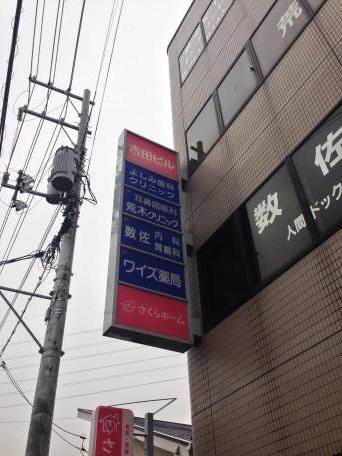 吉田ビル
よしみ歯科
クリニック
耳鼻咽喉科
荒木クリニック
数佐
内科
胃腸科
ワイズ薬局
さくらホーム
荒
数佐
人間ドック
さ